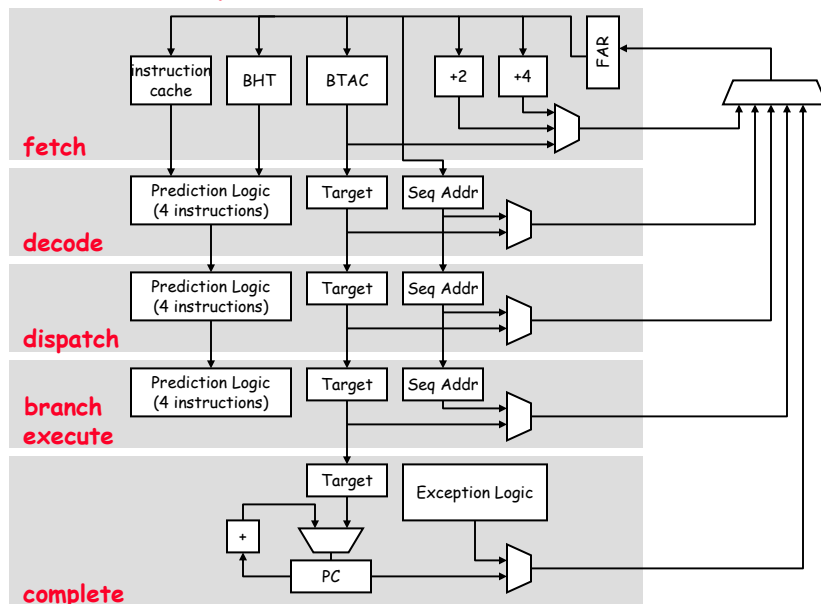 FAR
instruction
cache
BHT
BTAC
+2
+4
fetch
Prediction Logic
(4 instructions)
Target
Seq Addr
decode
Prediction Logic
(4 instructions)
Target
Seq Addr
dispatch
Prediction Logic
(4 instructions)
Target
Seq Addr
branch
execute
Target
Exception Logic
+
PC
complete